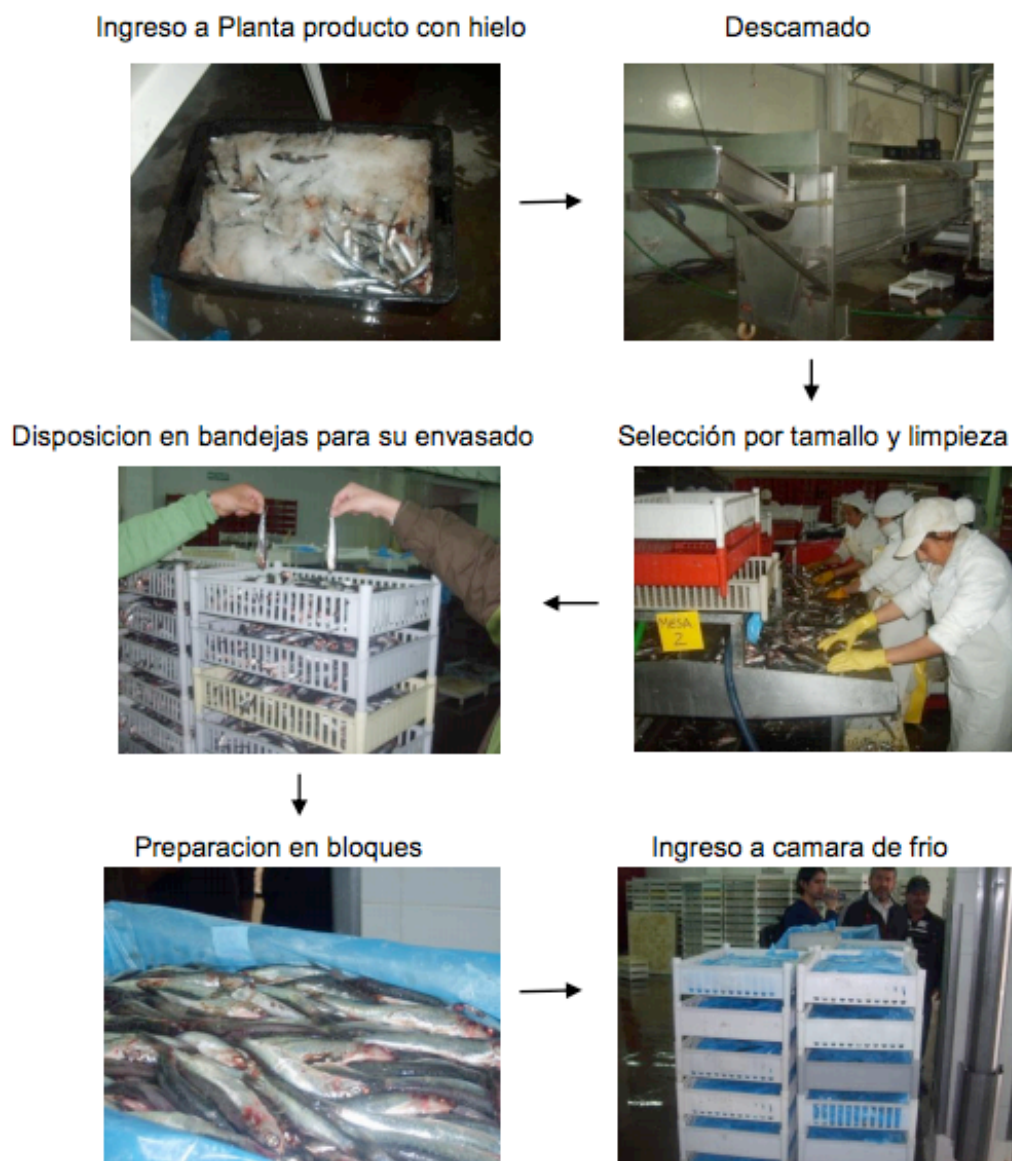 Ingreso a Planta producto con hielo
Descamado
Selección por tamallo y limpieza
MESA
2
Disposicion en bandejas para su envasado
Preparacion en bloques
Ingreso a camara de frio